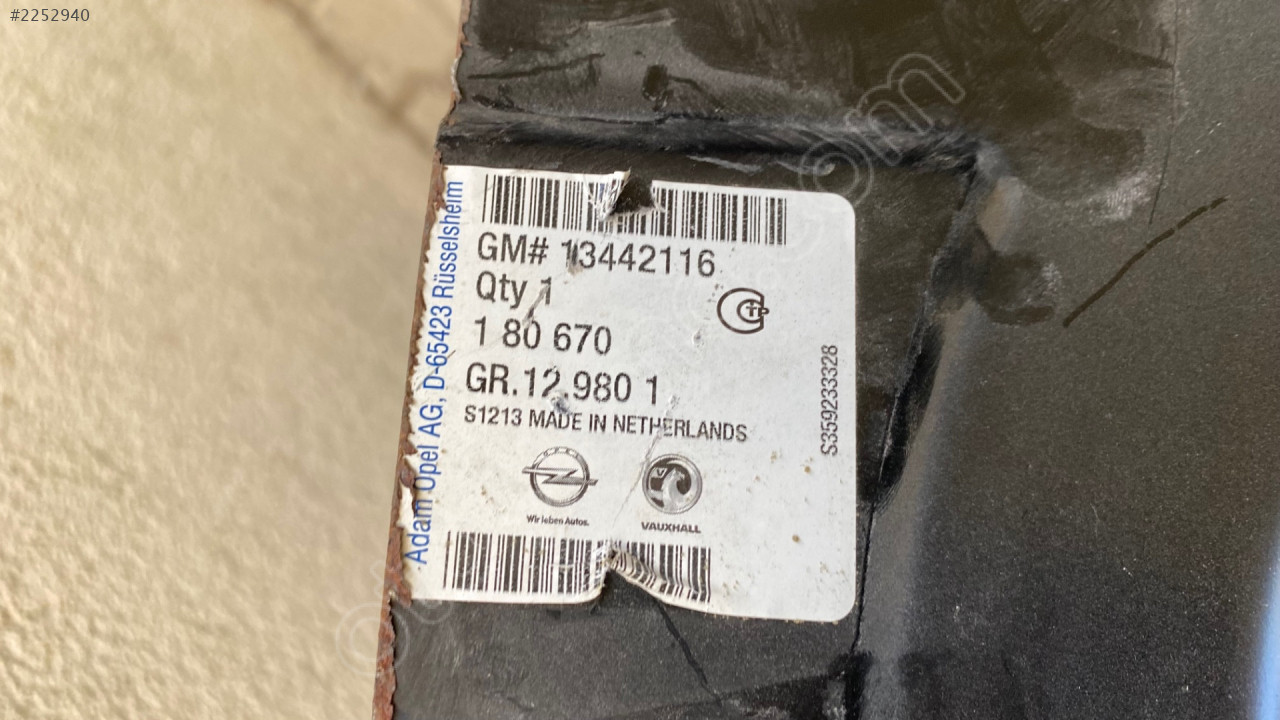 #2252940
Adam Opel AG, D-65423 Rüsselsheim
GM# 13442116
Qty 1
1 80 670
GR.12.980 1
S1213 MADE IN NETHERLANDS
S359233328
OPEL
Wir leben Autos.
V
VAUXHALL